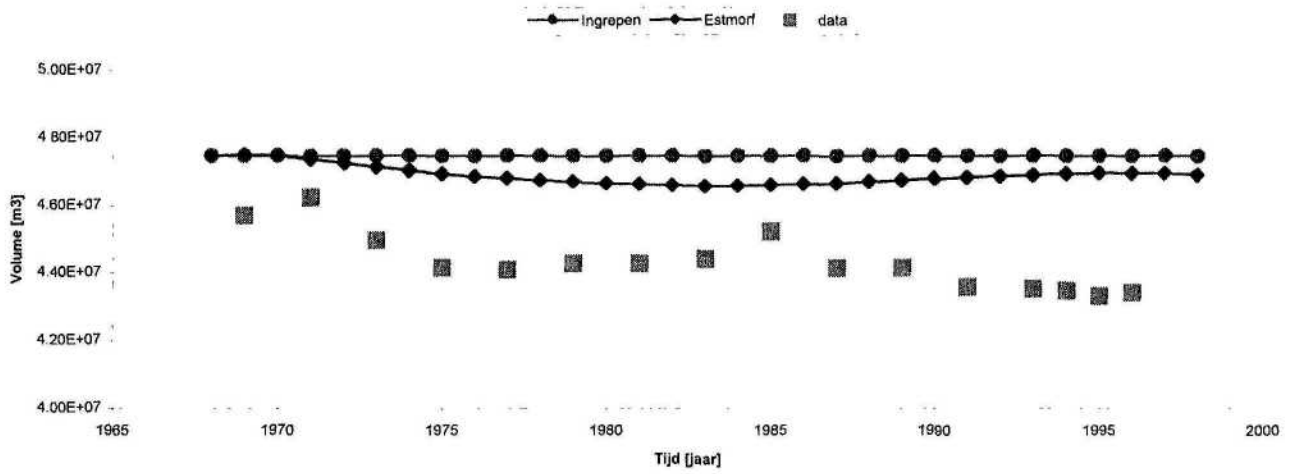 Ingrepen Estmorf data
5.00E+07
4.80E+07
4.60E+07
4.40E+07
4.20E+07
4.00E+07
Volume [m3]
1965 1970 1975 1980 1985 1990 1995 2000
Tijd [jaar]